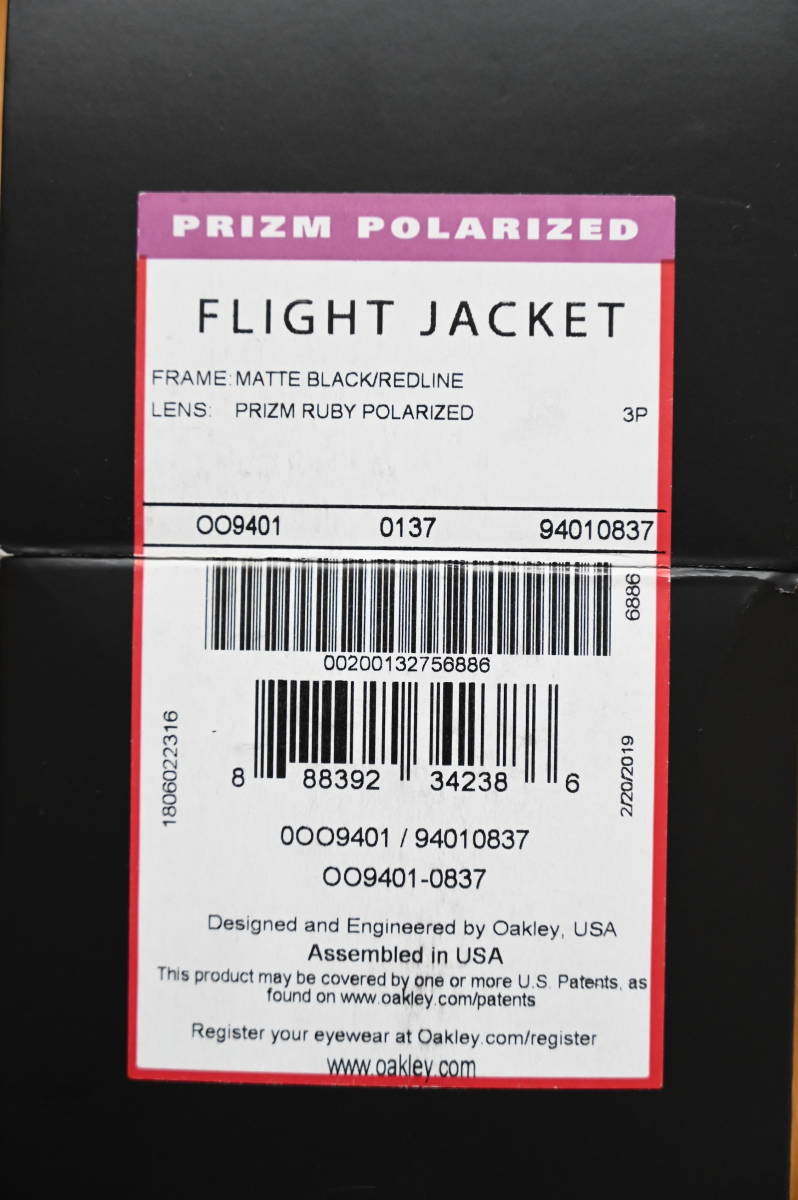 PRIZM POLARIZED
FLIGHT JACKET
FRAME: MATTE BLACK/REDLINE
LENS: PRIZM RUBY POLARIZED 3P
OO9401 0137 94010837
6886
00200132756886
1806022316
8 88392 34238 6
2/20/2019
0OO9401 / 94010837
OO9401-0837
Designed and Engineered by Oakley, USA
Assembled in USA
This product may be covered by one or more U.S. Patents, as
found on www.oakley.com/patents
Register your eyewear at Oakley.com/register
www.oakley.com